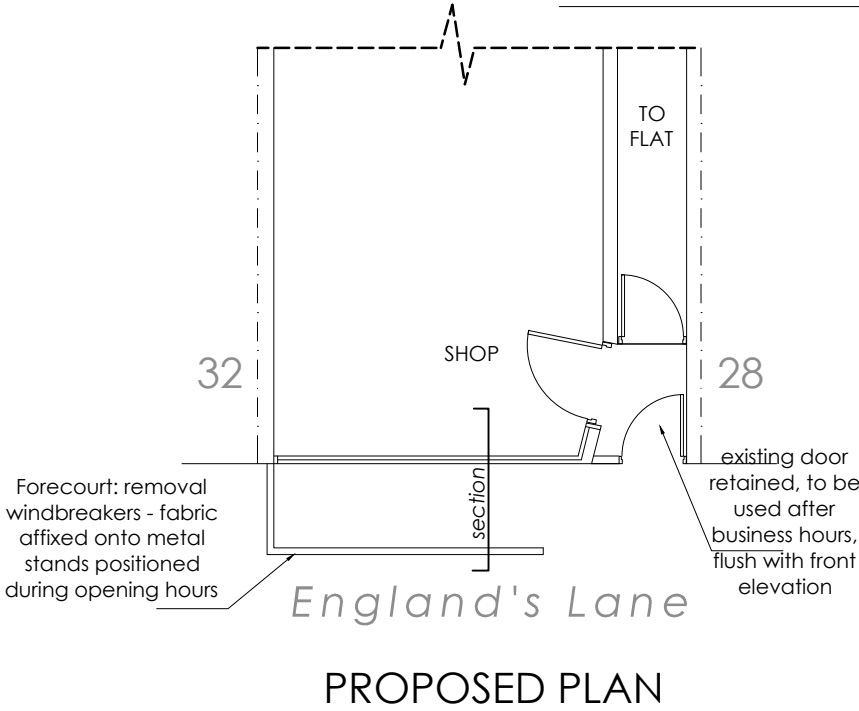 TO
FLAT
SHOP
32
28
section
Forecourt: removal
windbreakers - fabric
affixed onto metal
stands positioned
during opening hours
existing door
retained, to be
used after
business hours,
flush with front
elevation
England's Lane
PROPOSED PLAN